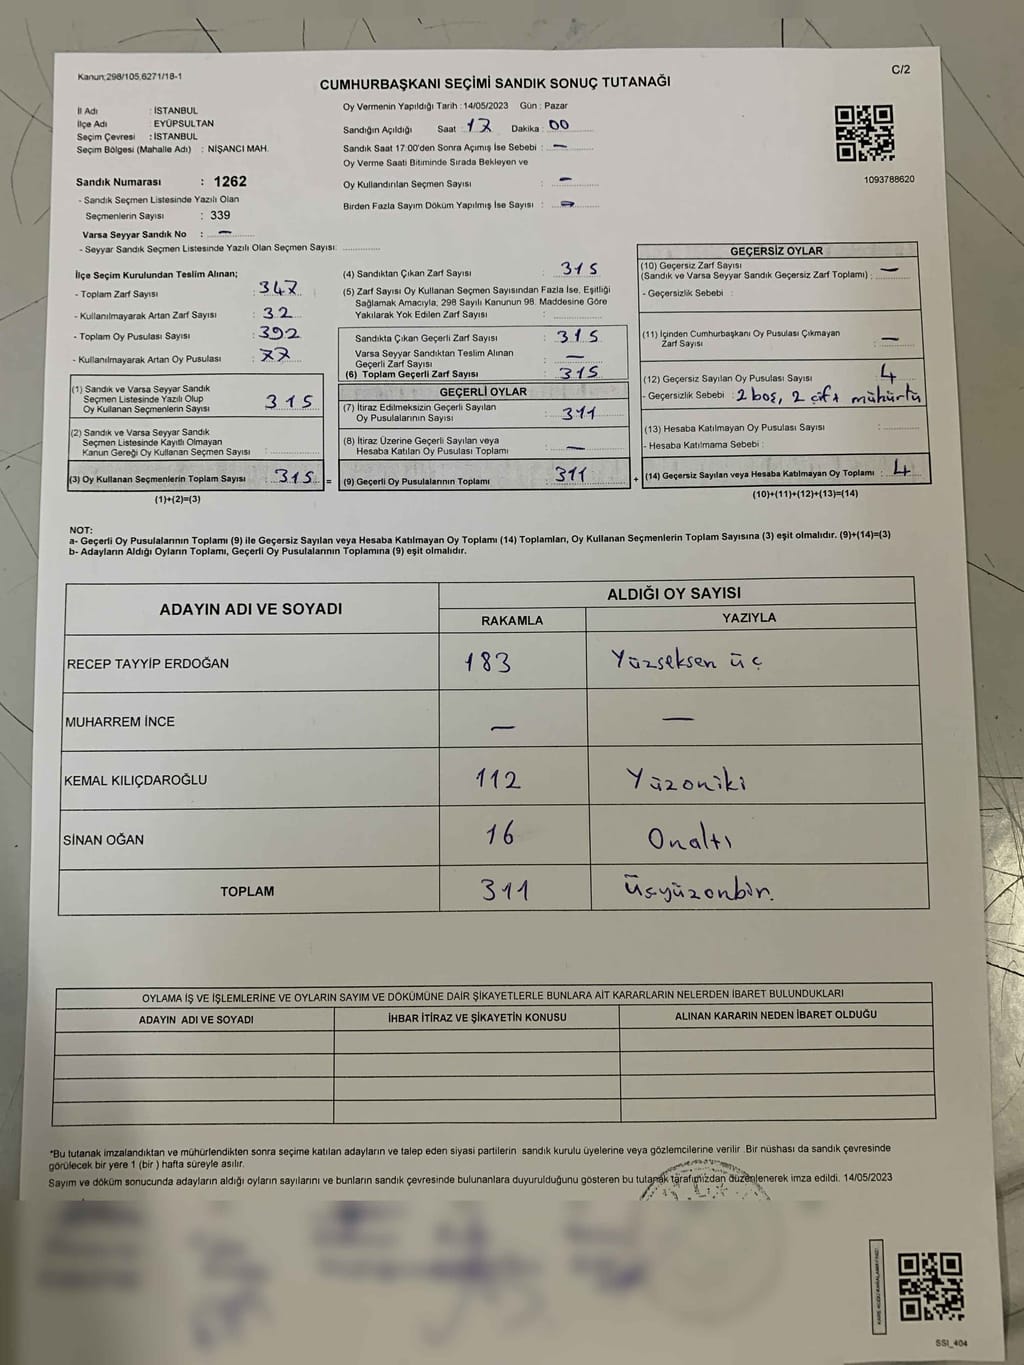 Kanun;298/105,6271/18-1
C/2
CUMHURBAŞKANI SEÇİMİ SANDIK SONUÇ TUTANAĞI
İl Adı : İSTANBUL
İlçe Adı : EYÜPSULTAN
Seçim Çevresi : İSTANBUL
Seçim Bölgesi (Mahalle Adı) : NİŞANCI MAH.
Sandık Numarası : 1262
- Sandık Seçmen Listesinde Yazılı Olan
Seçmenlerin Sayısı : 339
Varsa Seyyar Sandık No : —
- Seyyar Sandık Seçmen Listesinde Yazılı Olan Seçmen Sayısı: ..............
Oy Vermenin Yapıldığı Tarih : 14/05/2023 Gün : Pazar
Sandığın Açıldığı Saat : 17 Dakika : 00
Sandık Saat 17:00'den Sonra Açımış İse Sebebi : —
Oy Verme Saati Bitiminde Sırada Bekleyen ve
Oy Kullandırılan Seçmen Sayısı : —
Birden Fazla Sayım Döküm Yapılmış İse Sayısı : —
1093788620
İlçe Seçim Kurulundan Teslim Alınan;
- Toplam Zarf Sayısı : 347
- Kullanılmayarak Artan Zarf Sayısı : 32
- Toplam Oy Pusulası Sayısı : 392
- Kullanılmayarak Artan Oy Pusulası : 77
(1) Sandık ve Varsa Seyyar Sandık
Seçmen Listesinde Yazılı Olup
Oy Kullanan Seçmenlerin Sayısı : 315
(2) Sandık ve Varsa Seyyar Sandık
Seçmen Listesinde Kayıtlı Olmayan
Kanun Gereği Oy Kullanan Seçmen Sayısı :
(3) Oy Kullanan Seçmenlerin Toplam Sayısı : 315 =
(1)+(2)=(3)
(4) Sandıktan Çıkan Zarf Sayısı : 315
(5) Zarf Sayısı Oy Kullanan Seçmen Sayısından Fazla İse, Eşitliği
Sağlamak Amacıyla, 298 Sayılı Kanunun 98. Maddesine Göre
Yakılarak Yok Edilen Zarf Sayısı :
Sandıkta Çıkan Geçerli Zarf Sayısı : 315
Varsa Seyyar Sandıktan Teslim Alınan
Geçerli Zarf Sayısı : —
(6) Toplam Geçerli Zarf Sayısı : 315
GEÇERLİ OYLAR
(7) İtiraz Edilmeksizin Geçerli Sayılan
Oy Pusulalarının Sayısı : 311
(8) İtiraz Üzerine Geçerli Sayılan veya
Hesaba Katılan Oy Pusulası Toplamı : —
(9) Geçerli Oy Pusulalarının Toplamı : 311 +
GEÇERSİZ OYLAR
(10) Geçersiz Zarf Sayısı
(Sandık ve Varsa Seyyar Sandık Geçersiz Zarf Toplamı) : —
- Geçersizlik Sebebi :
(11) İçinden Cumhurbaşkanı Oy Pusulası Çıkmayan
Zarf Sayısı : —
(12) Geçersiz Sayılan Oy Pusulası Sayısı : 4
- Geçersizlik Sebebi : 2 boş, 2 çift mühürlü
(13) Hesaba Katılmayan Oy Pusulası Sayısı :
- Hesaba Katılmama Sebebi :
(14) Geçersiz Sayılan veya Hesaba Katılmayan Oy Toplamı : 4
(10)+(11)+(12)+(13)=(14)
NOT:
a- Geçerli Oy Pusulalarının Toplamı (9) ile Geçersiz Sayılan veya Hesaba Katılmayan Oy Toplamı (14) Toplamları, Oy Kullanan Seçmenlerin Toplam Sayısına (3) eşit olmalıdır. (9)+(14)=(3)
b- Adayların Aldığı Oyların Toplamı, Geçerli Oy Pusulalarının Toplamına (9) eşit olmalıdır.
ADAYIN ADI VE SOYADI
ALDIĞI OY SAYISI
RAKAMLA YAZIYLA
RECEP TAYYİP ERDOĞAN 183 Yüzseksen üç
MUHARREM İNCE — —
KEMAL KILIÇDAROĞLU 112 Yüzoniki
SİNAN OĞAN 16 Onaltı
TOPLAM 311 üçyüzonbir.
OYLAMA İŞ VE İŞLEMLERİNE VE OYLARIN SAYIM VE DÖKÜMÜNE DAİR ŞİKAYETLERLE BUNLARA AİT KARARLARIN NELERDEN İBARET BULUNDUKLARI
ADAYIN ADI VE SOYADI İHBAR İTİRAZ VE ŞİKAYETİN KONUSU ALINAN KARARIN NEDEN İBARET OLDUĞU
*Bu tutanak imzalandıktan ve mühürlendikten sonra seçime katılan adayların ve talep eden siyasi partilerin sandık kurulu üyelerine veya gözlemcilerine verilir .Bir nüshası da sandık çevresinde
görülecek bir yere 1 (bir ) hafta süreyle asılır.
Sayım ve döküm sonucunda adayların aldığı oyların sayılarını ve bunların sandık çevresinde bulunanlara duyurulduğunu gösteren bu tutanak tarafımızdan düzenlenerek imza edildi. 14/05/2023
SSI_404